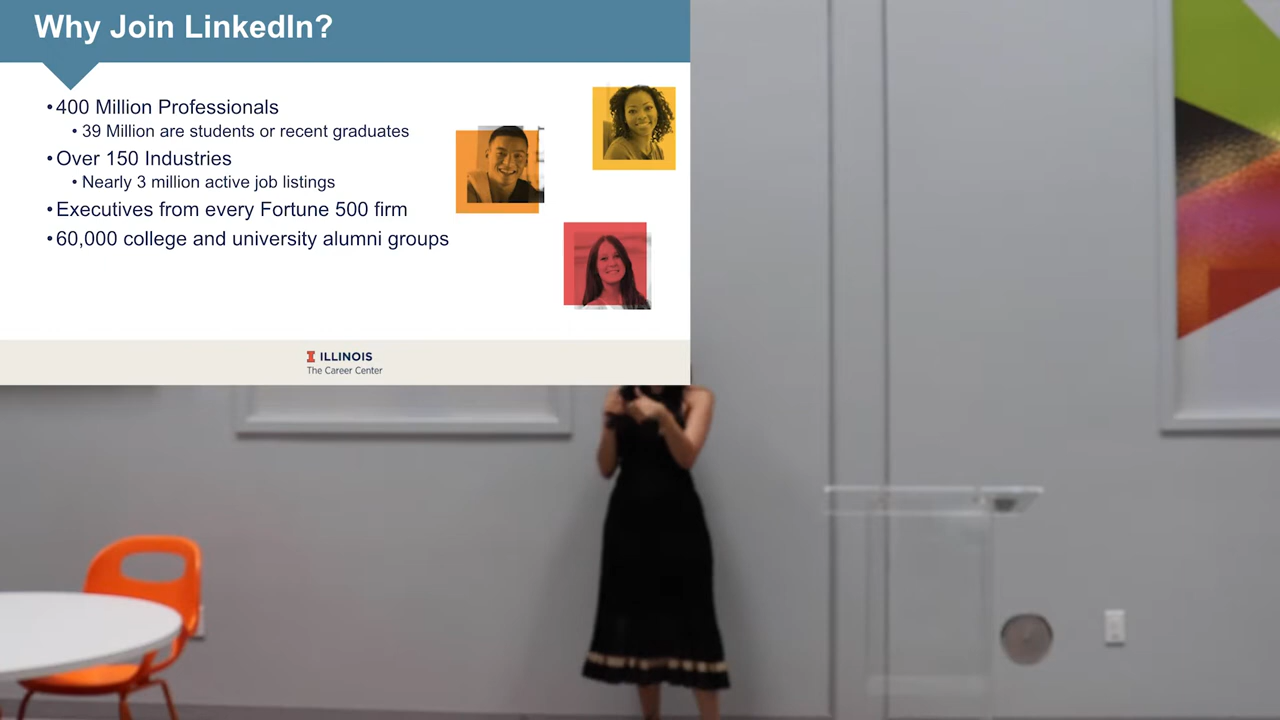 Why Join LinkedIn?
•400 Million Professionals
•39 Million are students or recent graduates
•Over 150 Industries
•Nearly 3 million active job listings
•Executives from every Fortune 500 firm
•60,000 college and university alumni groups
I ILLINOIS
The Career Center